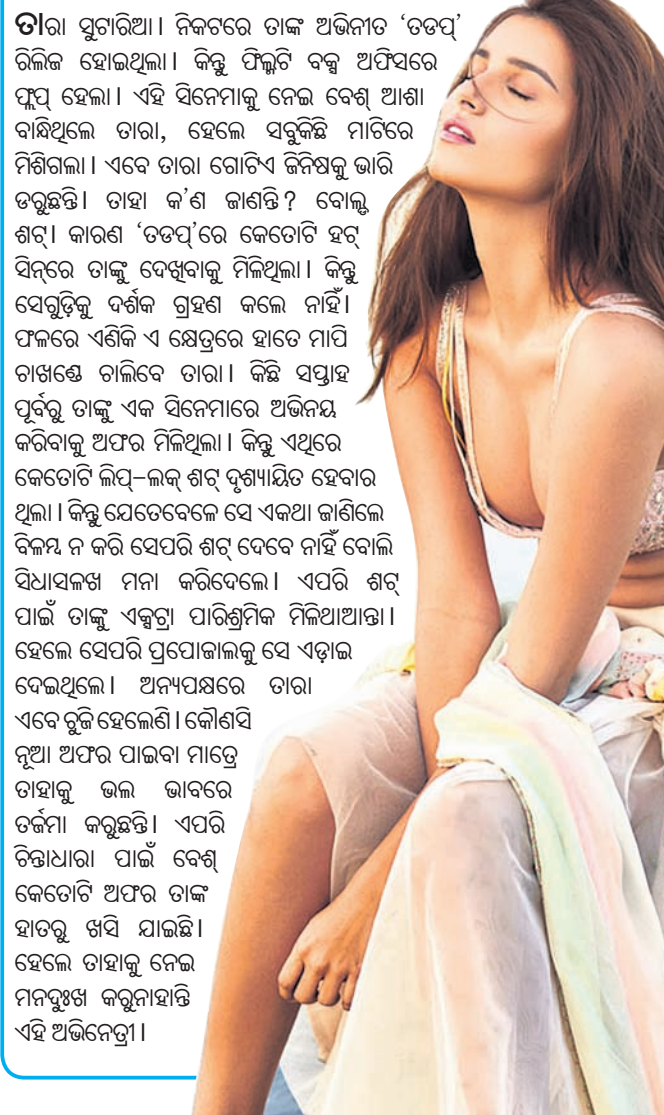 ତାରା ସୁଟାରିଆ। ନିକଟରେ ତାଙ୍କ ଅଭିନୀତ ‘ତଡପ୍’
ରିଲିଜ ହୋଇଥିଲା। କିନ୍ତୁ ଫିଲ୍ମଟି ବକ୍ସ ଅଫିସରେ
ଫ୍ଲପ୍ ହେଲା। ଏହି ସିନେମାକୁ ନେଇ ବେଶ୍ ଆଶା
ବାନ୍ଧିଥିଲେ ତାରା, ହେଲେ ସବୁକିଛି ମାଟିରେ
ମିଶିଗଲା। ଏବେ ତାରା ଗୋଟିଏ ଜିନିଷକୁ ଭାରି
ଡରୁଛନ୍ତି। ତାହା କ’ଣ ଜାଣନ୍ତି? ବୋଲ୍ଡ
ଶଟ୍। କାରଣ ‘ତଡପ୍’ରେ କେତୋଟି ହଟ୍
ସିନ୍‌ରେ ତାଙ୍କୁ ଦେଖିବାକୁ ମିଳିଥିଲା। କିନ୍ତୁ
ସେଗୁଡ଼ିକୁ ଦର୍ଶକ ଗ୍ରହଣ କଲେ ନାହିଁ।
ଫଳରେ ଏଣିକି ଏ କ୍ଷେତ୍ରରେ ହାତେ ମାପି
ଚାଖଣ୍ଡେ ଚାଲିବେ ତାରା। କିଛି ସପ୍ତାହ
ପୂର୍ବରୁ ତାଙ୍କୁ ଏକ ସିନେମାରେ ଅଭିନୟ
କରିବାକୁ ଅଫର ମିଳିଥିଲା। କିନ୍ତୁ ଏଥିରେ
କେତୋଟି ଲିପ୍-ଲକ୍ ଶଟ୍ ଦୃଶ୍ୟାୟିତ ହେବାର
ଥିଲା। କିନ୍ତୁ ଯେତେବେଳେ ସେ ଏକଥା ଜାଣିଲେ
ବିଳମ୍ବ ନ କରି ସେପରି ଶଟ୍ ଦେବେ ନାହିଁ ବୋଲି
ସିଧାସଳଖ ମନା କରିଦେଲେ। ଏପରି ଶଟ୍
ପାଇଁ ତାଙ୍କୁ ଏକ୍ସଟ୍ରା ପାରିଶ୍ରମିକ ମିଳିଥାଆନ୍ତା।
ହେଲେ ସେପରି ପ୍ରପୋଜାଲକୁ ସେ ଏଡ଼ାଇ
ଦେଇଥିଲେ। ଅନ୍ୟପକ୍ଷରେ ତାରା
ଏବେ ଚୁଜି ହେଲେଣି। କୌଣସି
ନୂଆ ଅଫର ପାଇବା ମାତ୍ରେ
ତାହାକୁ ଭଲ ଭାବରେ
ତର୍ଜମା କରୁଛନ୍ତି। ଏପରି
ଚିନ୍ତାଧାରା ପାଇଁ ବେଶ୍
କେତୋଟି ଅଫର ତାଙ୍କ
ହାତରୁ ଖସି ଯାଇଛି।
ହେଲେ ତାହାକୁ ନେଇ
ମନଦୁଃଖ କରୁନାହାନ୍ତି
ଏହି ଅଭିନେତ୍ରୀ।